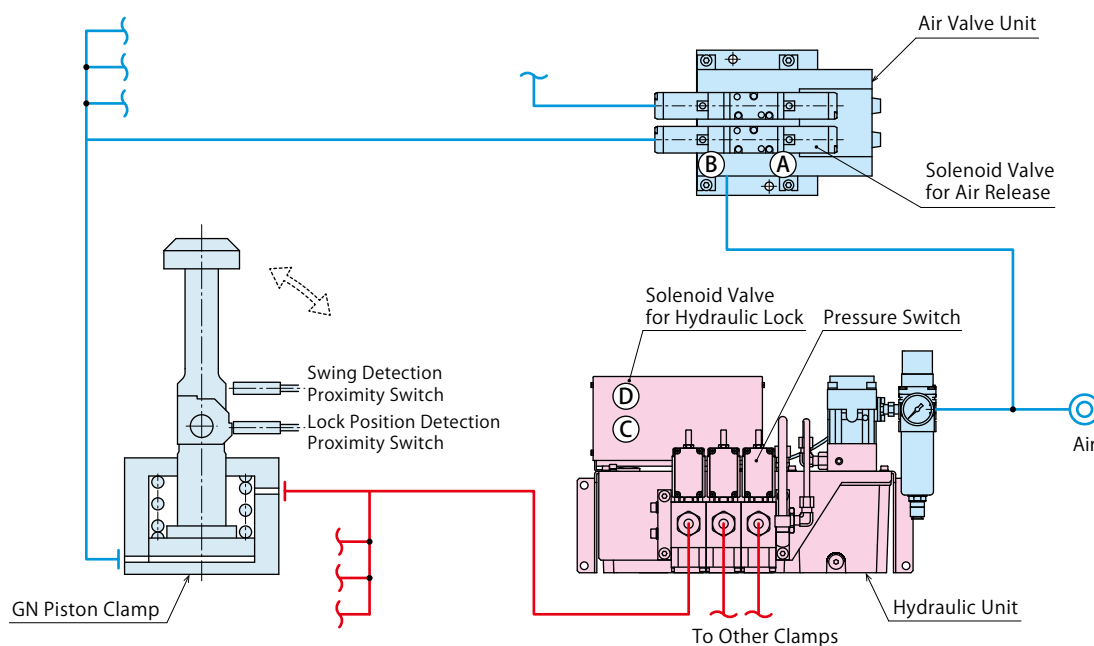 Air Valve Unit
B
A
Solenoid Valve
for Air Release
Solenoid Valve
for Hydraulic Lock
Pressure Switch
Swing Detection
Proximity Switch
D
C
Lock Position Detection
Proximity Switch
Air
GN Piston Clamp
Hydraulic Unit
To Other Clamps